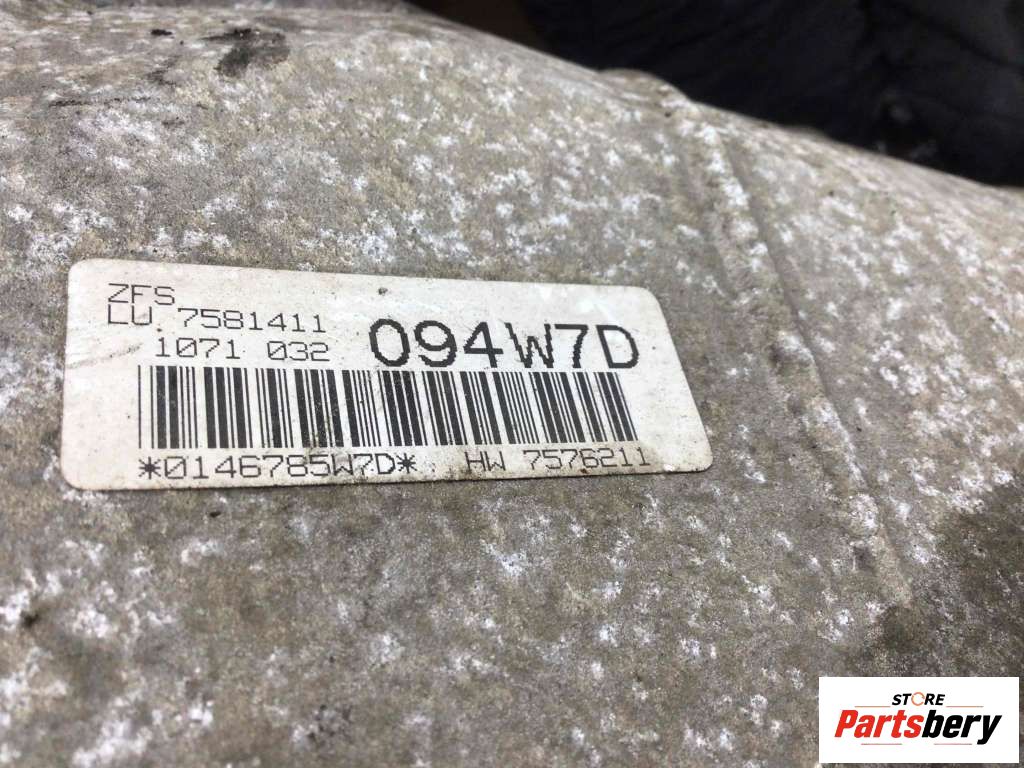 ZFS
LU 7581411
1071 032 094W7D
*0146785W7D* HW 7576211
STORE
Partsbery